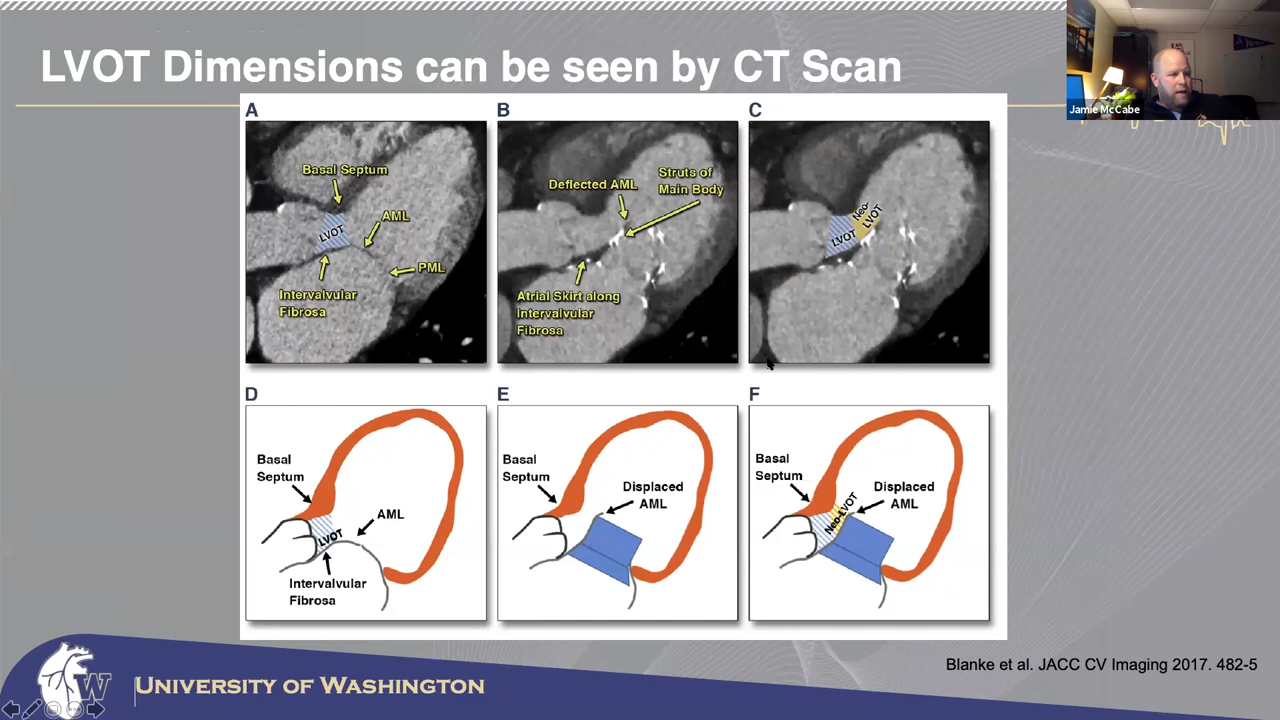 LVOT Dimensions can be seen by CT Scan
Jamie McCabe
A
Basal Septum
AML
LVOT
PML
Intervalvular
Fibrosa
B
Deflected AML
Struts of
Main Body
Atrial Skirt along
Intervalvular
Fibrosa
C
Neo-
LVOT
LVOT
D
Basal
Septum
AML
LVOT
Intervalvular
Fibrosa
E
Basal
Septum
Displaced
AML
F
Basal
Septum
Displaced
AML
Neo-LVOT
Blanke et al. JACC CV Imaging 2017. 482-5
W
UNIVERSITY OF WASHINGTON